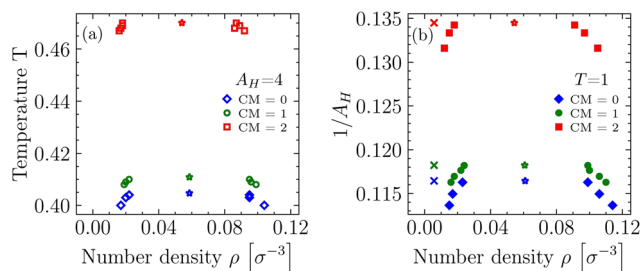 (a)
Temperature T
0.46
0.44
0.42
0.40
A_H=4
CM = 0
CM = 1
CM = 2
0.00 0.04 0.08 0.12
Number density ρ [σ⁻³]
(b)
1/A_H
0.135
0.130
0.125
0.120
0.115
T=1
CM = 0
CM = 1
CM = 2
0.00 0.04 0.08 0.12
Number density ρ [σ⁻³]